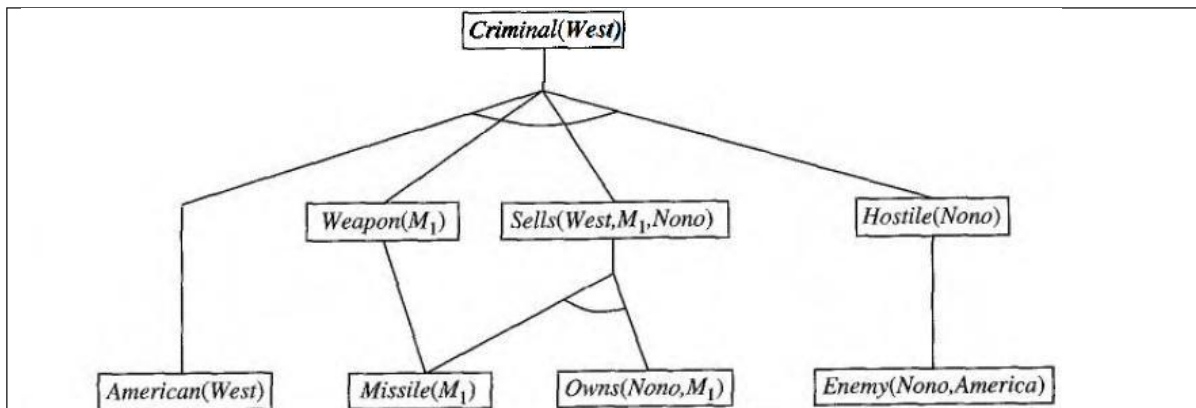 Criminal(West)
Weapon(M₁)
Sells(West,M₁,Nono)
Hostile(Nono)
American(West)
Missile(M₁)
Owns(Nono,M₁)
Enemy(Nono,America)